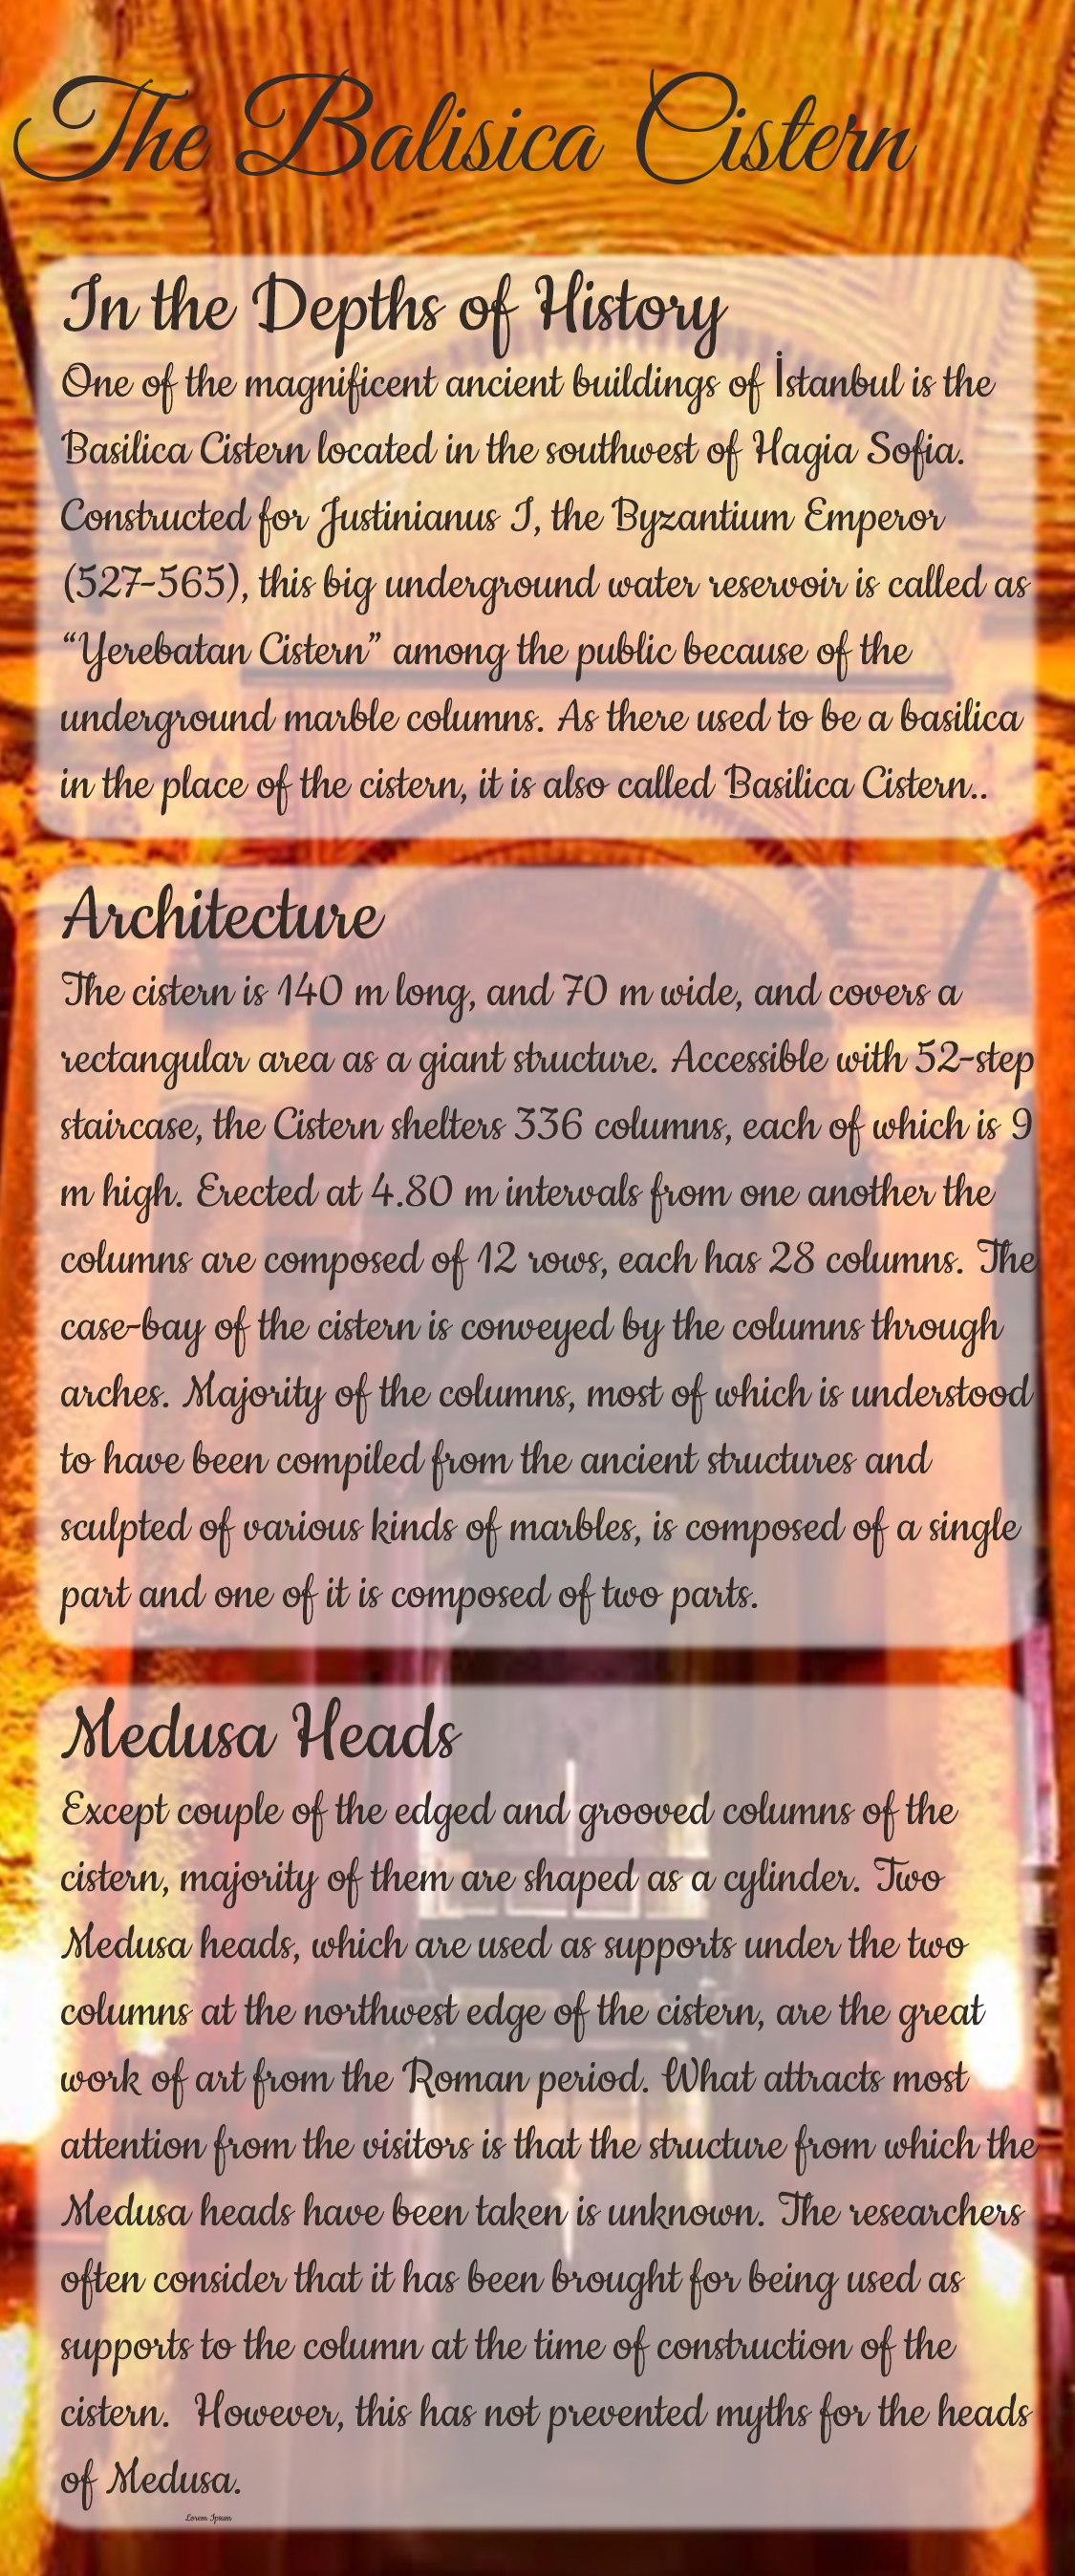 The Balisica Cistern
In the Depths of History
One of the magnificent ancient buildings of İstanbul is the
Basilica Cistern located in the southwest of Hagia Sofia.
Constructed for Justinianus I, the Byzantium Emperor
(527-565), this big underground water reservoir is called as
“Yerebatan Cistern” among the public because of the
underground marble columns. As there used to be a basilica
in the place of the cistern, it is also called Basilica Cistern..
Architecture
The cistern is 140 m long, and 70 m wide, and covers a
rectangular area as a giant structure. Accessible with 52-step
staircase, the Cistern shelters 336 columns, each of which is 9
m high. Erected at 4.80 m intervals from one another the
columns are composed of 12 rows, each has 28 columns. The
case-bay of the cistern is conveyed by the columns through
arches. Majority of the columns, most of which is understood
to have been compiled from the ancient structures and
sculpted of various kinds of marbles, is composed of a single
part and one of it is composed of two parts.
Medusa Heads
Except couple of the edged and grooved columns of the
cistern, majority of them are shaped as a cylinder. Two
Medusa heads, which are used as supports under the two
columns at the northwest edge of the cistern, are the great
work of art from the Roman period. What attracts most
attention from the visitors is that the structure from which the
Medusa heads have been taken is unknown. The researchers
often consider that it has been brought for being used as
supports to the column at the time of construction of the
cistern.  However, this has not prevented myths for the heads
of Medusa.
Lorem Ipsum